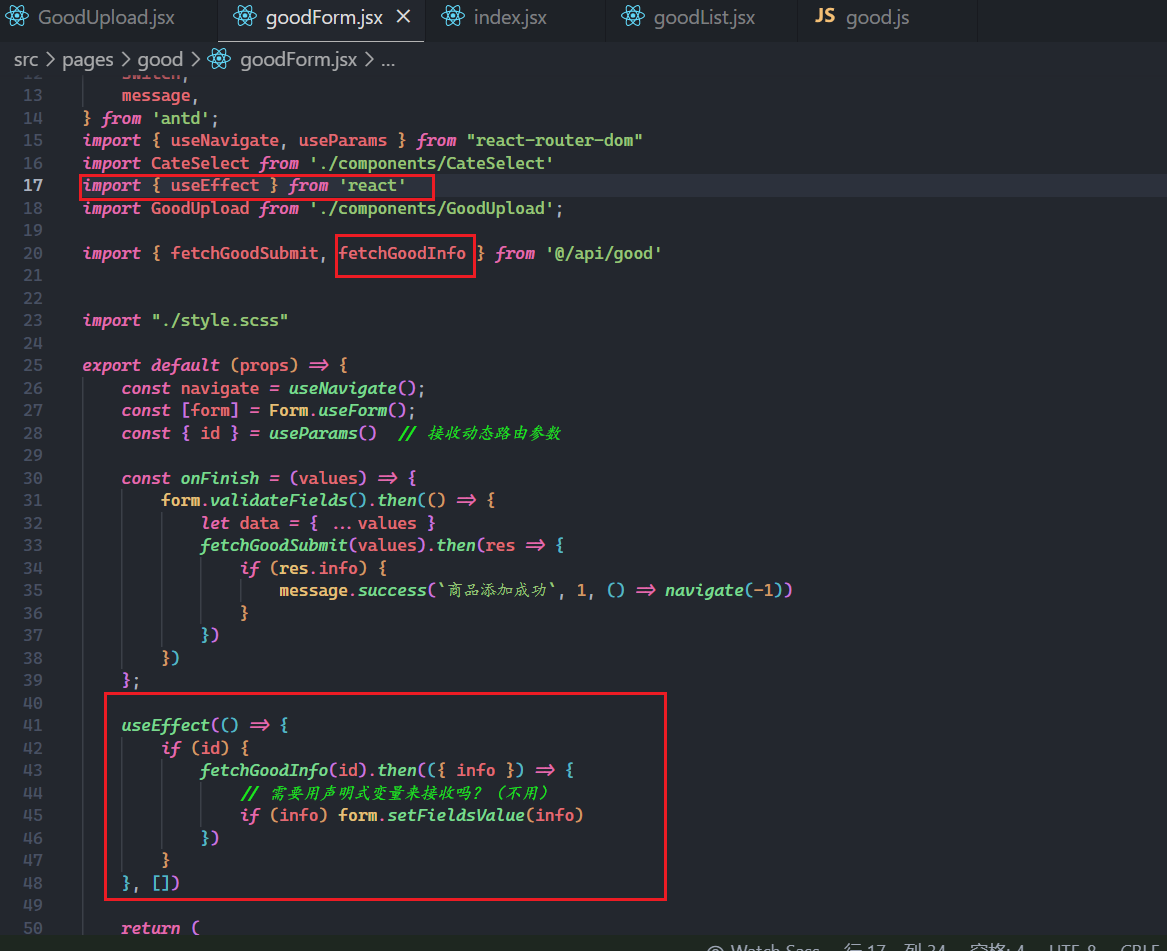 GoodUpload.jsx goodForm.jsx × index.jsx goodList.jsx JS good.js
src > pages > good > goodForm.jsx > ...
12 Switch,
13 message,
14 } from 'antd';
15 import { useNavigate, useParams } from "react-router-dom"
16 import CateSelect from './components/CateSelect'
17 import { useEffect } from 'react'
18 import GoodUpload from './components/GoodUpload';
19
20 import { fetchGoodSubmit, fetchGoodInfo } from '@/api/good'
21
22
23 import "./style.scss"
24
25 export default (props) => {
26 const navigate = useNavigate();
27 const [form] = Form.useForm();
28 const { id } = useParams() // 接收动态路由参数
29
30 const onFinish = (values) => {
31 form.validateFields().then(() => {
32 let data = { ...values }
33 fetchGoodSubmit(values).then(res => {
34 if (res.info) {
35 message.success(`商品添加成功`, 1, () => navigate(-1))
36 }
37 })
38 })
39 };
40
41 useEffect(() => {
42 if (id) {
43 fetchGoodInfo(id).then(({ info }) => {
44 // 需要用声明式变量来接收吗？（不用）
45 if (info) form.setFieldsValue(info)
46 })
47 }
48 }, [])
49
50 return (
Watch Sass 行 17，列 34 空格: 4 UTF-8 CRLF